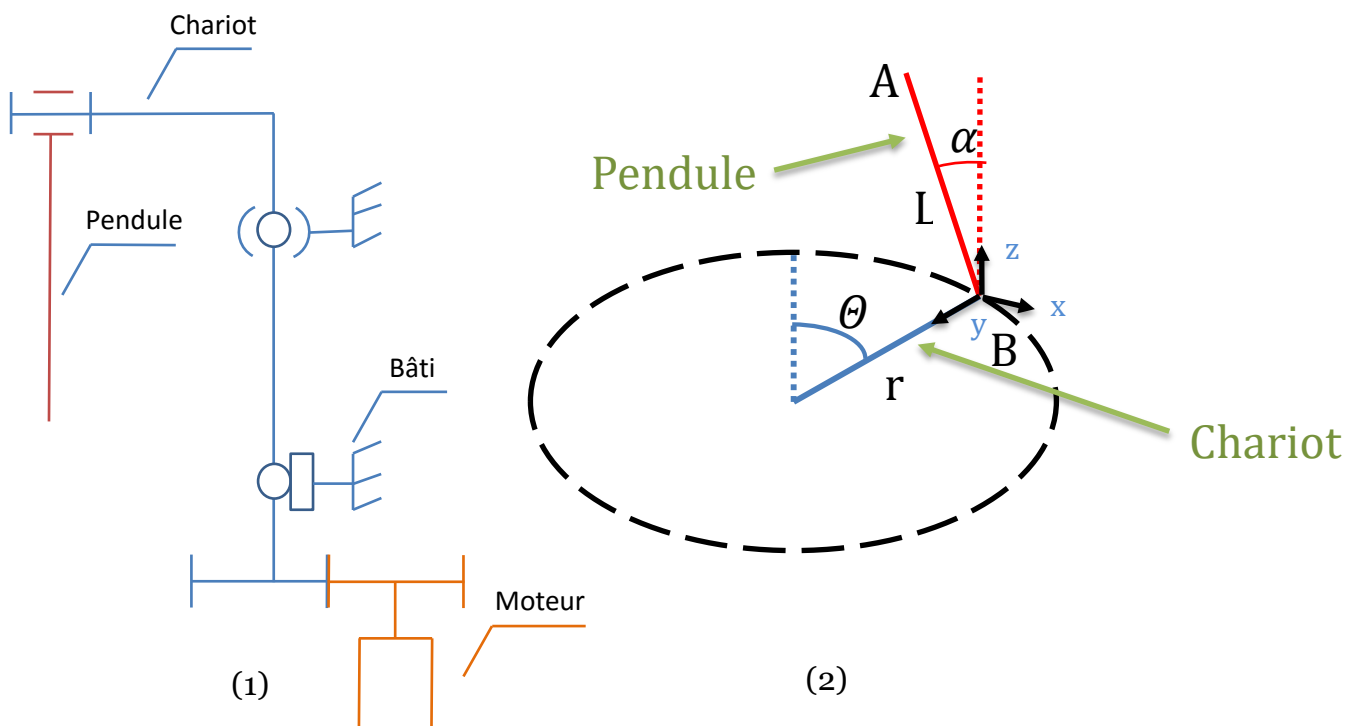 Chariot
Pendule
Bâti
Moteur
(1)
A
α
Pendule
L
z
x
y
B
Θ
r
Chariot
(2)